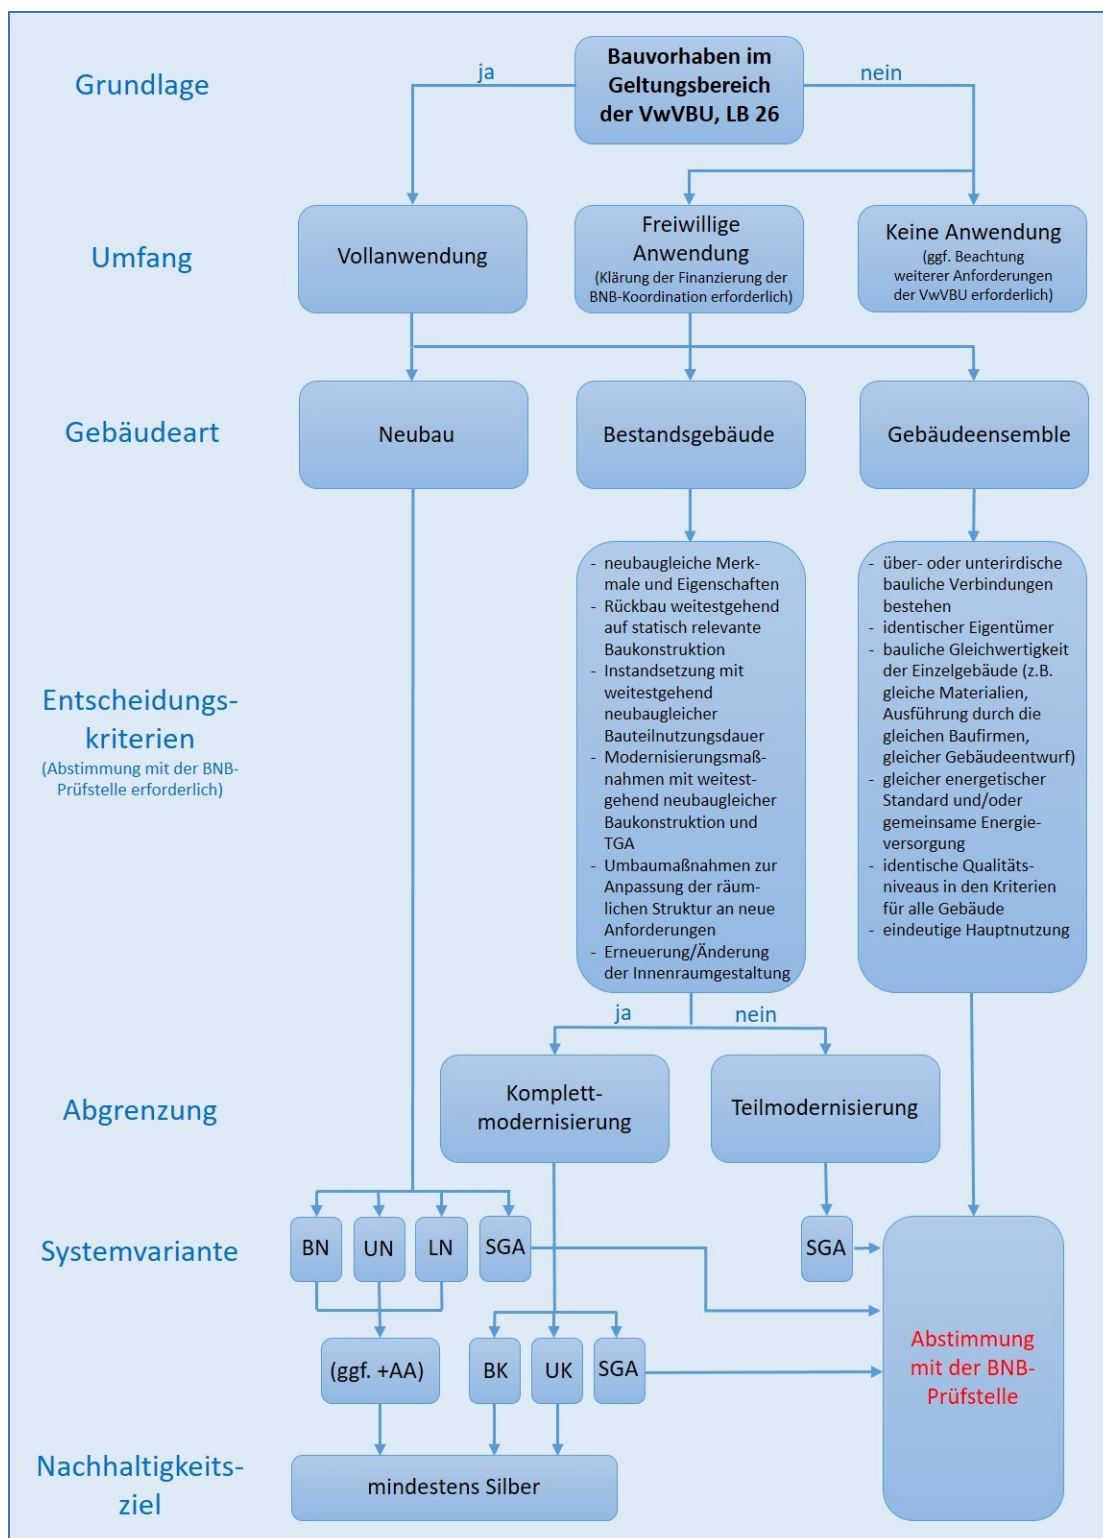 Grundlage
ja
Bauvorhaben im
Geltungsbereich
der VwVBU, LB 26
nein
Umfang
Vollanwendung
Freiwillige
Anwendung
(Klärung der Finanzierung der
BNB-Koordination erforderlich)
Keine Anwendung
(ggf. Beachtung
weiterer Anforderungen
der VwVBU erforderlich)
Gebäudeart
Neubau
Bestandsgebäude
Gebäudeensemble
Entscheidungs-
kriterien
(Abstimmung mit der BNB-
Prüfstelle erforderlich)
- neubaugleiche Merk-
male und Eigenschaften
- Rückbau weitestgehend
auf statisch relevante
Baukonstruktion
- Instandsetzung mit
weitestgehend
neubaugleicher
Bauteilnutzungsdauer
- Modernisierungsmaß-
nahmen mit weitest-
gehend neubaugleicher
Baukonstruktion und
TGA
- Umbaumaßnahmen zur
Anpassung der räum-
lichen Struktur an neue
Anforderungen
- Erneuerung/Änderung
der Innenraumgestaltung
- über- oder unterirdische
bauliche Verbindungen
bestehen
- identischer Eigentümer
- bauliche Gleichwertigkeit
der Einzelgebäude (z.B.
gleiche Materialien,
Ausführung durch die
gleichen Baufirmen,
gleicher Gebäudeentwurf)
- gleicher energetischer
Standard und/oder
gemeinsame Energie-
versorgung
- identische Qualitäts-
niveaus in den Kriterien
für alle Gebäude
- eindeutige Hauptnutzung
ja
nein
Abgrenzung
Komplett-
modernisierung
Teilmodernisierung
Systemvariante
BN
UN
LN
SGA
SGA
(ggf. +AA)
BK
UK
SGA
Abstimmung
mit der BNB-
Prüfstelle
Nachhaltigkeits-
ziel
mindestens Silber